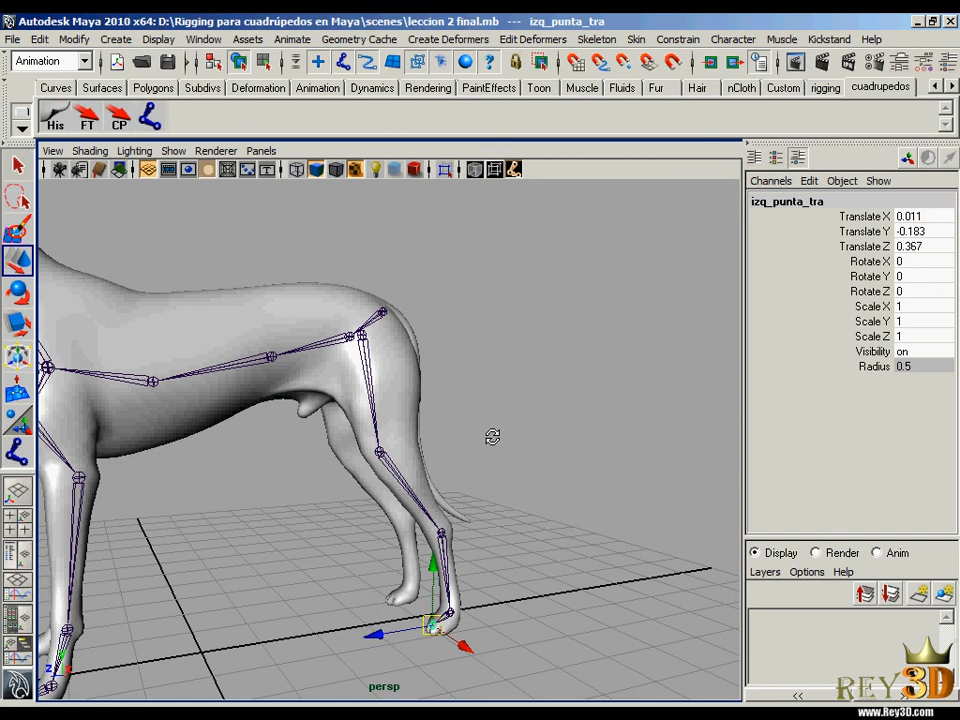 Autodesk Maya 2010 x64: D:\Rigging para cuadrúpedos en Maya\scenes\leccion 2 final.mb --- izq_punta_tra
File Edit Modify Create Display Window Assets Animate Geometry Cache Create Deformers Edit Deformers Skeleton Skin Constrain Character Muscle Kickstand Help
Animation
Curves Surfaces Polygons Subdivs Deformation Animation Dynamics Rendering PaintEffects Toon Muscle Fluids Fur Hair nCloth Custom rigging cuadrupedos
His FT CP
View Shading Lighting Show Renderer Panels
Channels Edit Object Show
izq_punta_tra
Translate X 0.011
Translate Y -0.183
Translate Z 0.367
Rotate X 0
Rotate Y 0
Rotate Z 0
Scale X 1
Scale Y 1
Scale Z 1
Visibility on
Radius 0.5
Display Render Anim
Layers Options Help
persp
z
REY3D
www.Rey3D.com